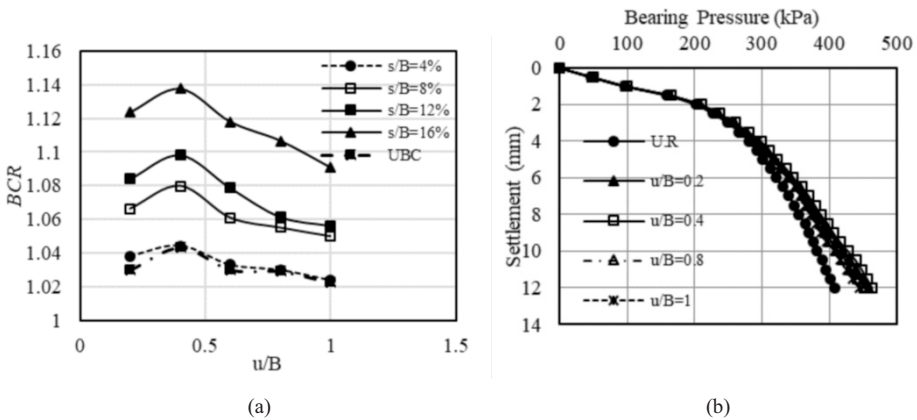 1.16
1.14
1.12
1.1
1.08
1.06
1.04
1.02
1
BCR
0
0.5
1
1.5
u/B
s/B=4%
s/B=8%
s/B=12%
s/B=16%
UBC
(a)
Bearing Pressure (kPa)
0
100
200
300
400
500
0
2
4
6
8
10
12
14
Settlement (mm)
U.R
u/B=0.2
u/B=0.4
u/B=0.8
u/B=1
(b)